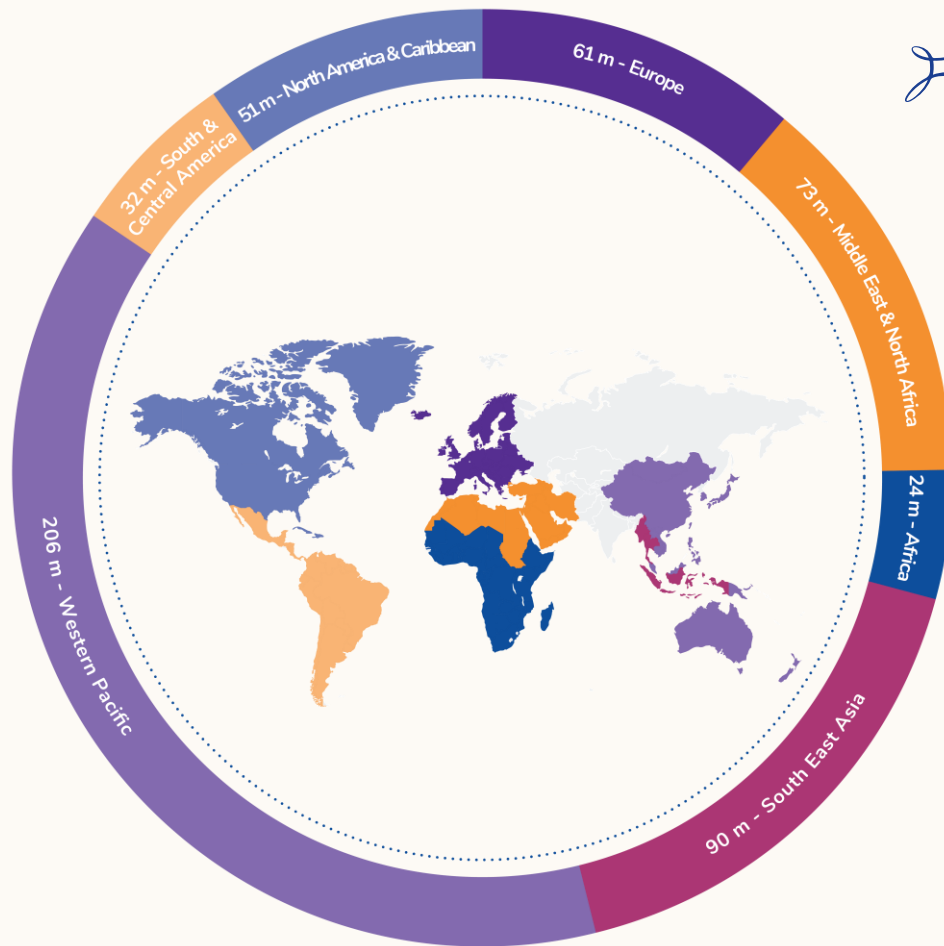 61 m - Europe
73 m - Middle East & North Africa
24 m - Africa
90 m - South East Asia
206 m - Western Pacific
32 m - South &
Central America
51 m - North America & Caribbean